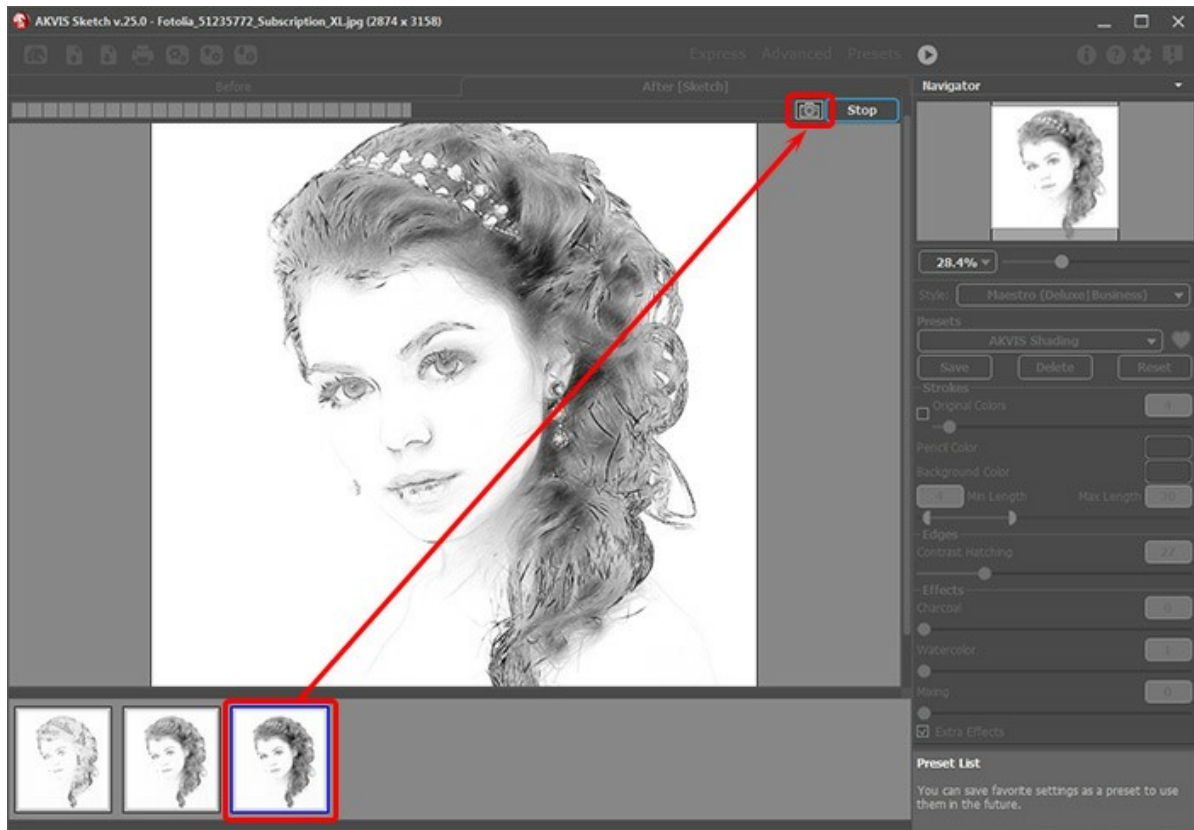 AKVIS Sketch v.25.0 - Fotolia_51235772_Subscription_XL.jpg (2874 x 3158)
Express Advanced Presets
Before After [Sketch]
Stop
Navigator
28.4%
Style: Maestro (Deluxe|Business)
Presets
AKVIS Shading
Save Delete Reset
Strokes
Original Colors 4
Pencil Color
Background Color
4 Min Length Max Length 30
Edges
Contrast Hatching 27
Effects
Charcoal 0
Watercolor 1
Mixing 0
Extra Effects
Preset List
You can save favorite settings as a preset to use
them in the future.